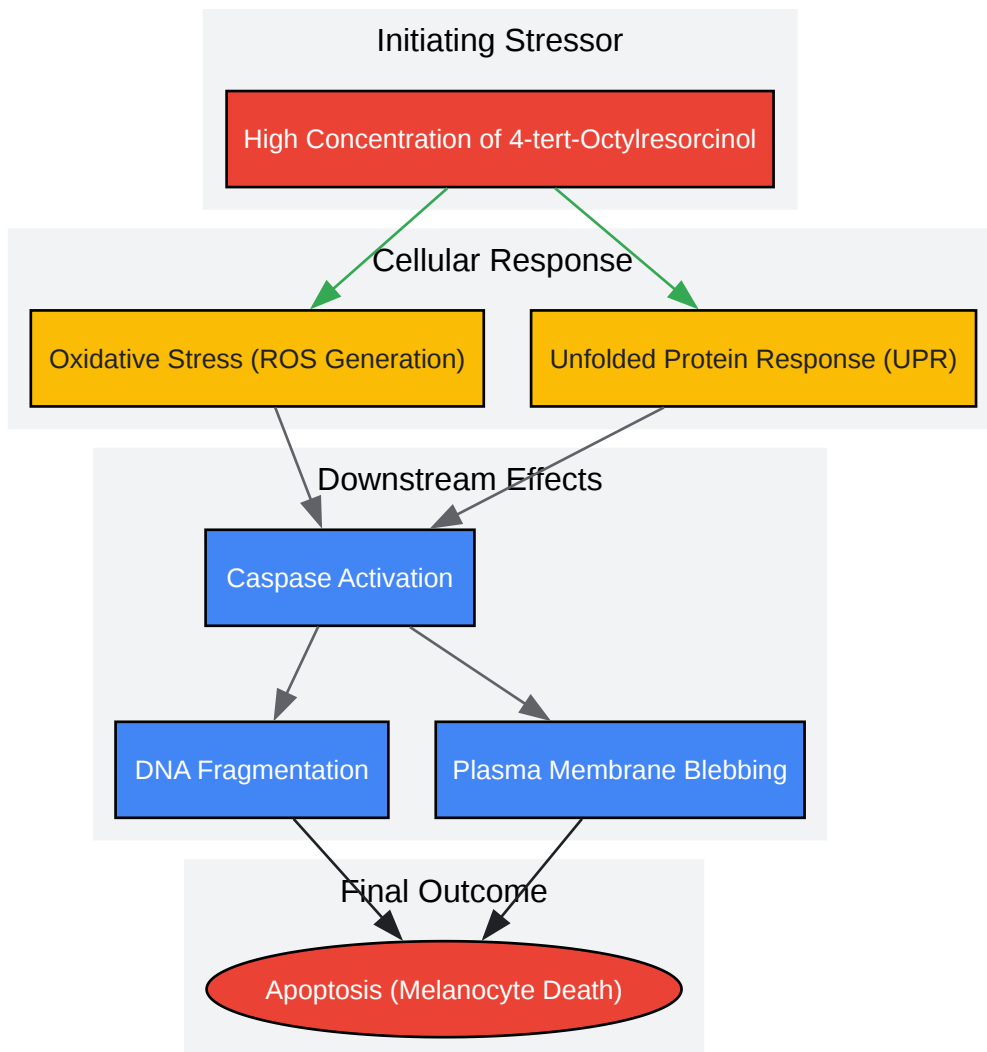 Initiating Stressor
High Concentration of 4-tert-Octylresorcinol
Cellular Response
Oxidative Stress (ROS Generation)
Unfolded Protein Response (UPR)
Downstream Effects
Caspase Activation
DNA Fragmentation
Plasma Membrane Blebbing
Final Outcome
Apoptosis (Melanocyte Death)